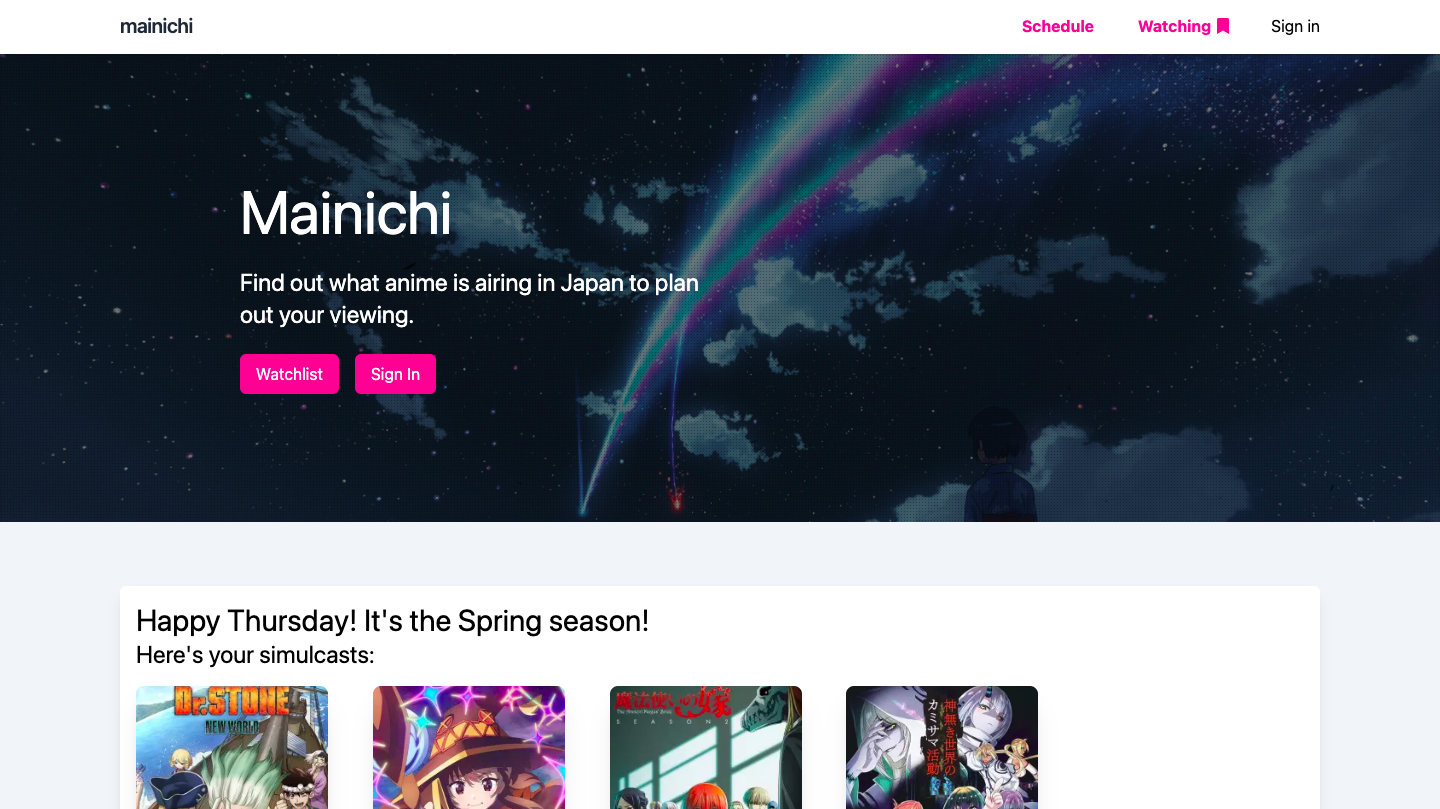 mainichi
Schedule
Watching
Sign in
Mainichi
Find out what anime is airing in Japan to plan
out your viewing.
Watchlist
Sign In
Happy Thursday! It's the Spring season!
Here's your simulcasts:
Dr.STONE
NEW WORLD
魔法使いの嫁
SEASON2
神無き世界の
カミサマ活動